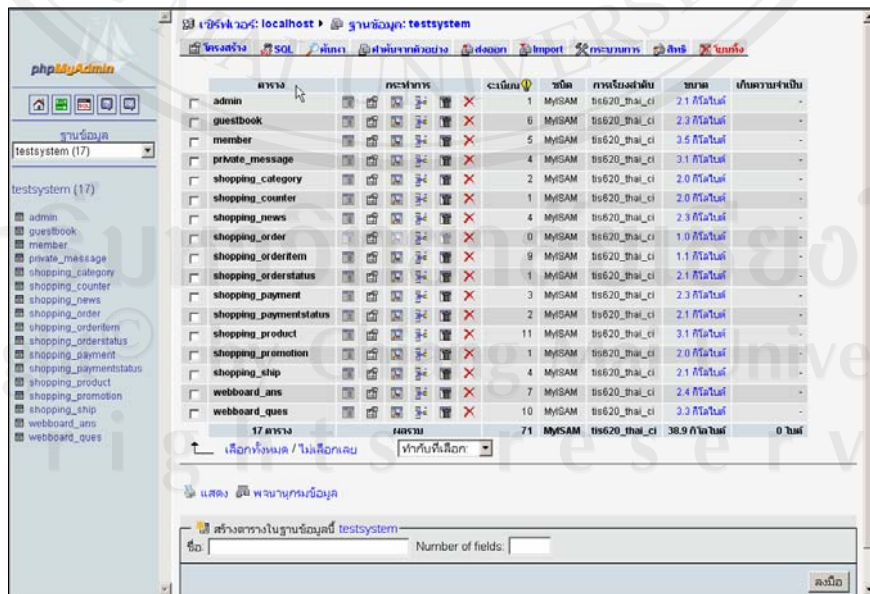 phpMyAdmin
ฐานข้อมูล
testsystem (17)
testsystem (17)
admin
guestbook
member
private_message
shopping_category
shopping_counter
shopping_news
shopping_order
shopping_orderitem
shopping_orderstatus
shopping_payment
shopping_paymentstatus
shopping_product
shopping_promotion
shopping_ship
webboard_ans
webboard_ques
เซิร์ฟเวอร์: localhost ฐานข้อมูล: testsystem
โครงสร้าง SQL ค้นหา คำค้นจากตัวอย่าง ส่งออก Import กระบวนการ สิทธิ โยนทิ้ง
ตาราง กระทำการ ระเบียน ชนิด การเรียงลำดับ ขนาด เกินความจำเป็น
admin 1 MyISAM tis620_thai_ci 2.1 กิโลไบต์ -
guestbook 6 MyISAM tis620_thai_ci 2.3 กิโลไบต์ -
member 5 MyISAM tis620_thai_ci 3.5 กิโลไบต์ -
private_message 4 MyISAM tis620_thai_ci 3.1 กิโลไบต์ -
shopping_category 2 MyISAM tis620_thai_ci 2.0 กิโลไบต์ -
shopping_counter 1 MyISAM tis620_thai_ci 2.0 กิโลไบต์ -
shopping_news 4 MyISAM tis620_thai_ci 2.3 กิโลไบต์ -
shopping_order 0 MyISAM tis620_thai_ci 1.0 กิโลไบต์ -
shopping_orderitem 9 MyISAM tis620_thai_ci 1.1 กิโลไบต์ -
shopping_orderstatus 1 MyISAM tis620_thai_ci 2.1 กิโลไบต์ -
shopping_payment 3 MyISAM tis620_thai_ci 2.3 กิโลไบต์ -
shopping_paymentstatus 2 MyISAM tis620_thai_ci 2.1 กิโลไบต์ -
shopping_product 11 MyISAM tis620_thai_ci 3.1 กิโลไบต์ -
shopping_promotion 1 MyISAM tis620_thai_ci 2.0 กิโลไบต์ -
shopping_ship 4 MyISAM tis620_thai_ci 2.1 กิโลไบต์ -
webboard_ans 7 MyISAM tis620_thai_ci 2.4 กิโลไบต์ -
webboard_ques 10 MyISAM tis620_thai_ci 3.3 กิโลไบต์ -
17 ตาราง ผลรวม 71 MyISAM tis620_thai_ci 38.9 กิโลไบต์ 0 ไบต์
เลือกทั้งหมด / ไม่เลือกเลย ทำกับที่เลือก:
แสดง พจนานุกรมข้อมูล
สร้างตารางในฐานข้อมูลนี้ testsystem
ชื่อ: Number of fields:
ลงมือ